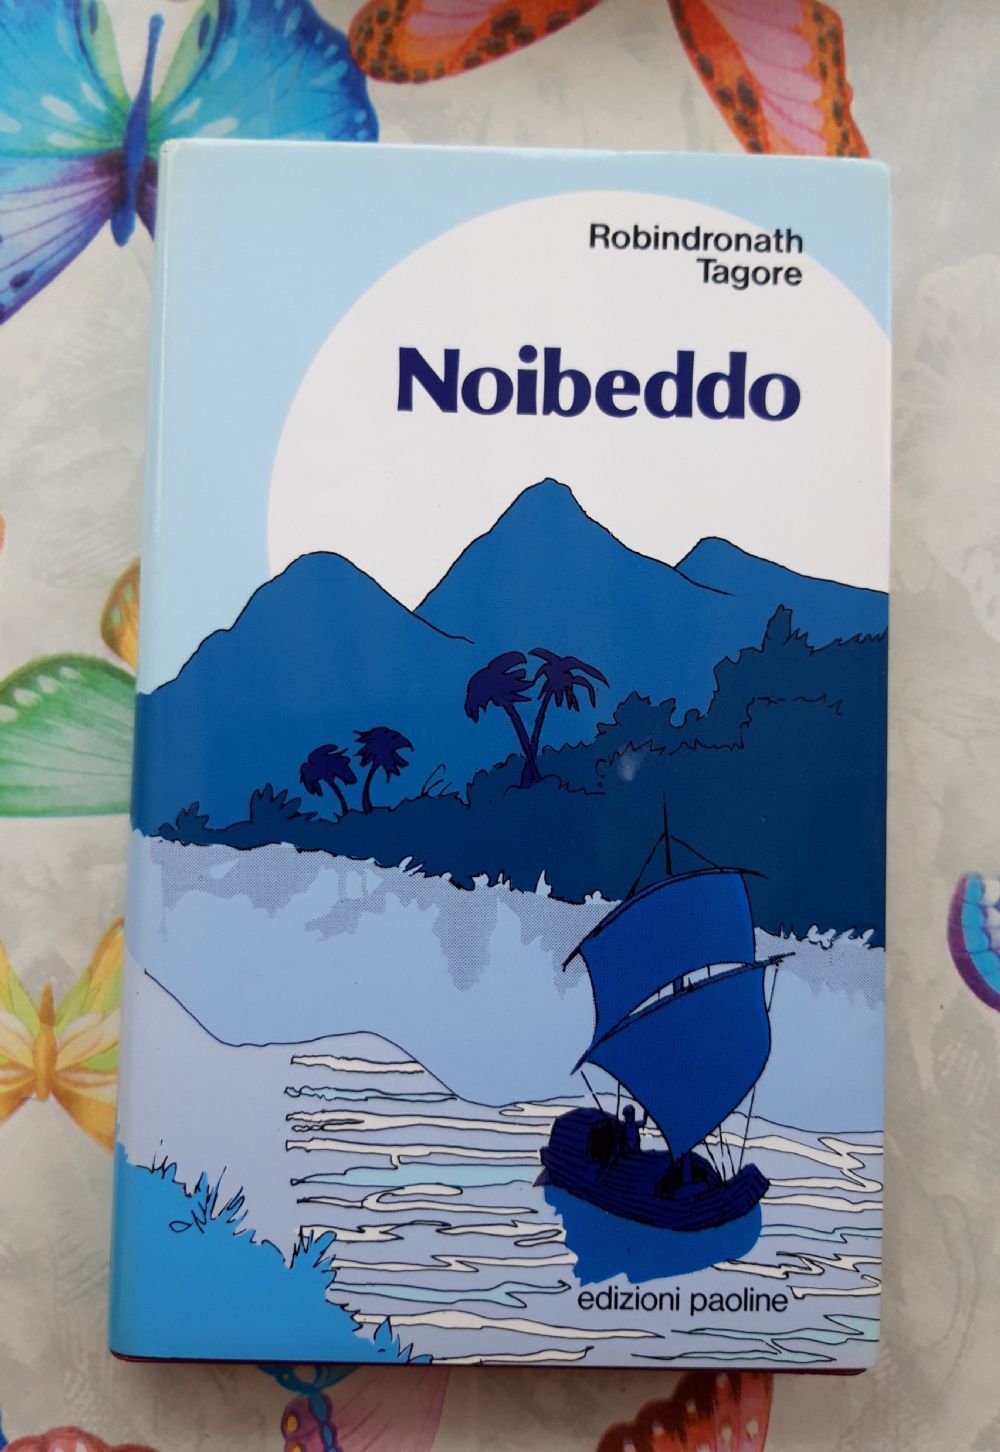 Robindronath
Tagore
Noibeddo
edizioni paoline